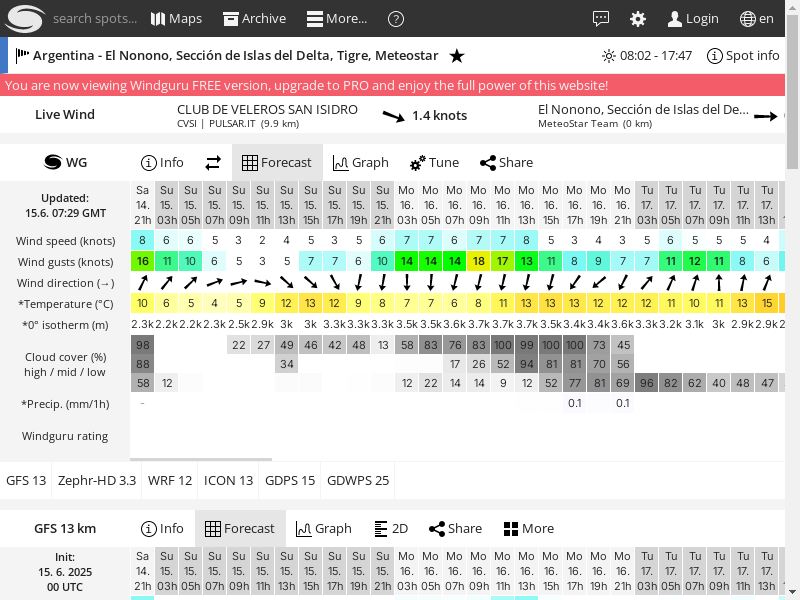 search spots...
Maps
Archive
More...
?
Login
en
Argentina - El Nonono, Sección de Islas del Delta, Tigre, Meteostar
08:02 - 17:47
Spot info
You are now viewing Windguru FREE version, upgrade to PRO and enjoy the full power of this website!
Live Wind
CLUB DE VELEROS SAN ISIDRO
CVSI | PULSAR.IT (9.9 km)
1.4 knots
El Nonono, Sección de Islas del De...
MeteoStar Team (0 km)
WG
Info
Forecast
Graph
Tune
Share
Updated:
15.6. 07:29 GMT
Sa Su Su Su Su Su Su Su Su Su Su Mo Mo Mo Mo Mo Mo Mo Mo Mo Mo Tu Tu Tu Tu Tu Tu
14. 15. 15. 15. 15. 15. 15. 15. 15. 15. 15. 16. 16. 16. 16. 16. 16. 16. 16. 16. 16. 17. 17. 17. 17. 17. 17.
21h 03h 05h 07h 09h 11h 13h 15h 17h 19h 21h 03h 05h 07h 09h 11h 13h 15h 17h 19h 21h 03h 05h 07h 09h 11h 13h
Wind speed (knots) 8 6 6 5 3 2 4 5 3 5 6 7 7 6 7 7 8 5 3 4 3 5 6 5 5 5 4
Wind gusts (knots) 16 11 10 6 5 3 5 7 7 6 10 14 14 14 18 17 13 11 8 9 7 7 11 12 11 8 6
Wind direction (→)
*Temperature (°C) 10 6 5 4 5 9 12 13 12 9 8 7 7 6 8 11 13 13 13 12 12 12 11 10 11 13 15
*0° isotherm (m) 2.3k 2.2k 2.2k 2.3k 2.5k 2.9k 3k 3k 3.3k 3.3k 3.3k 3.5k 3.5k 3.6k 3.7k 3.7k 3.7k 3.5k 3.4k 3.4k 3.6k 3.3k 3.2k 3.1k 3k 2.9k 2.9k
Cloud cover (%)
high / mid / low
98 22 27 49 46 42 48 13 58 83 76 83 100 99 100 100 73 45
88 34 17 26 52 94 81 81 70 56
58 12 12 22 14 14 9 12 52 77 81 69 96 82 62 40 48 47
*Precip. (mm/1h) - 0.1 0.1
Windguru rating
GFS 13
Zephr-HD 3.3
WRF 12
ICON 13
GDPS 15
GDWPS 25
GFS 13 km
Info
Forecast
Graph
2D
Share
More
Init:
15. 6. 2025
00 UTC
Sa Su Su Su Su Su Su Su Su Su Su Mo Mo Mo Mo Mo Mo Mo Mo Mo Mo Tu Tu Tu Tu Tu Tu
14. 15. 15. 15. 15. 15. 15. 15. 15. 15. 15. 16. 16. 16. 16. 16. 16. 16. 16. 16. 16. 17. 17. 17. 17. 17. 17.
21h 03h 05h 07h 09h 11h 13h 15h 17h 19h 21h 03h 05h 07h 09h 11h 13h 15h 17h 19h 21h 03h 05h 07h 09h 11h 13h